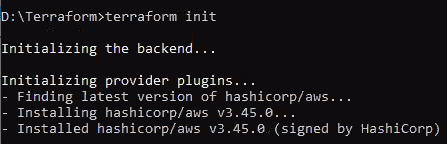 D:\Terraform>terraform init
Initializing the backend...
Initializing provider plugins...
- Finding latest version of hashicorp/aws...
- Installing hashicorp/aws v3.45.0...
- Installed hashicorp/aws v3.45.0 (signed by HashiCorp)